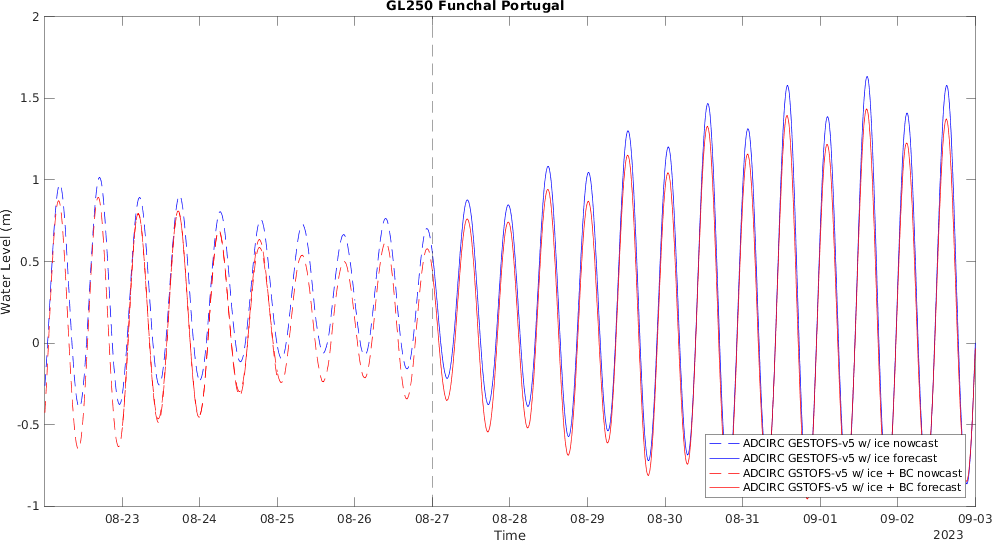 GL250 Funchal Portugal
Water Level (m)
2
1.5
1
0.5
0
-0.5
-1
ADCIRC GESTOFS-v5 w/ ice nowcast
ADCIRC GESTOFS-v5 w/ ice forecast
ADCIRC GSTOFS-v5 w/ ice + BC nowcast
ADCIRC GSTOFS-v5 w/ ice + BC forecast
08-23 08-24 08-25 08-26 08-27 08-28 08-29 08-30 08-31 09-01 09-02 09-03
Time
2023